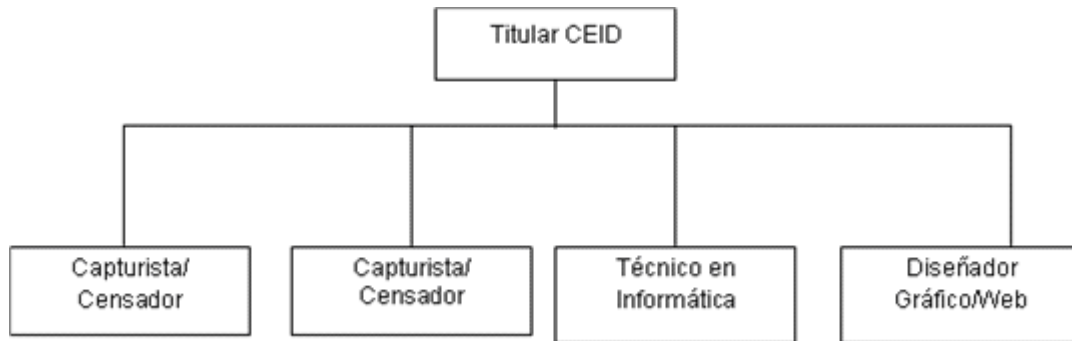 Titular CEID
Capturista/
Censador
Capturista/
Censador
Técnico en
Informática
Diseñador
Gráfico/Web